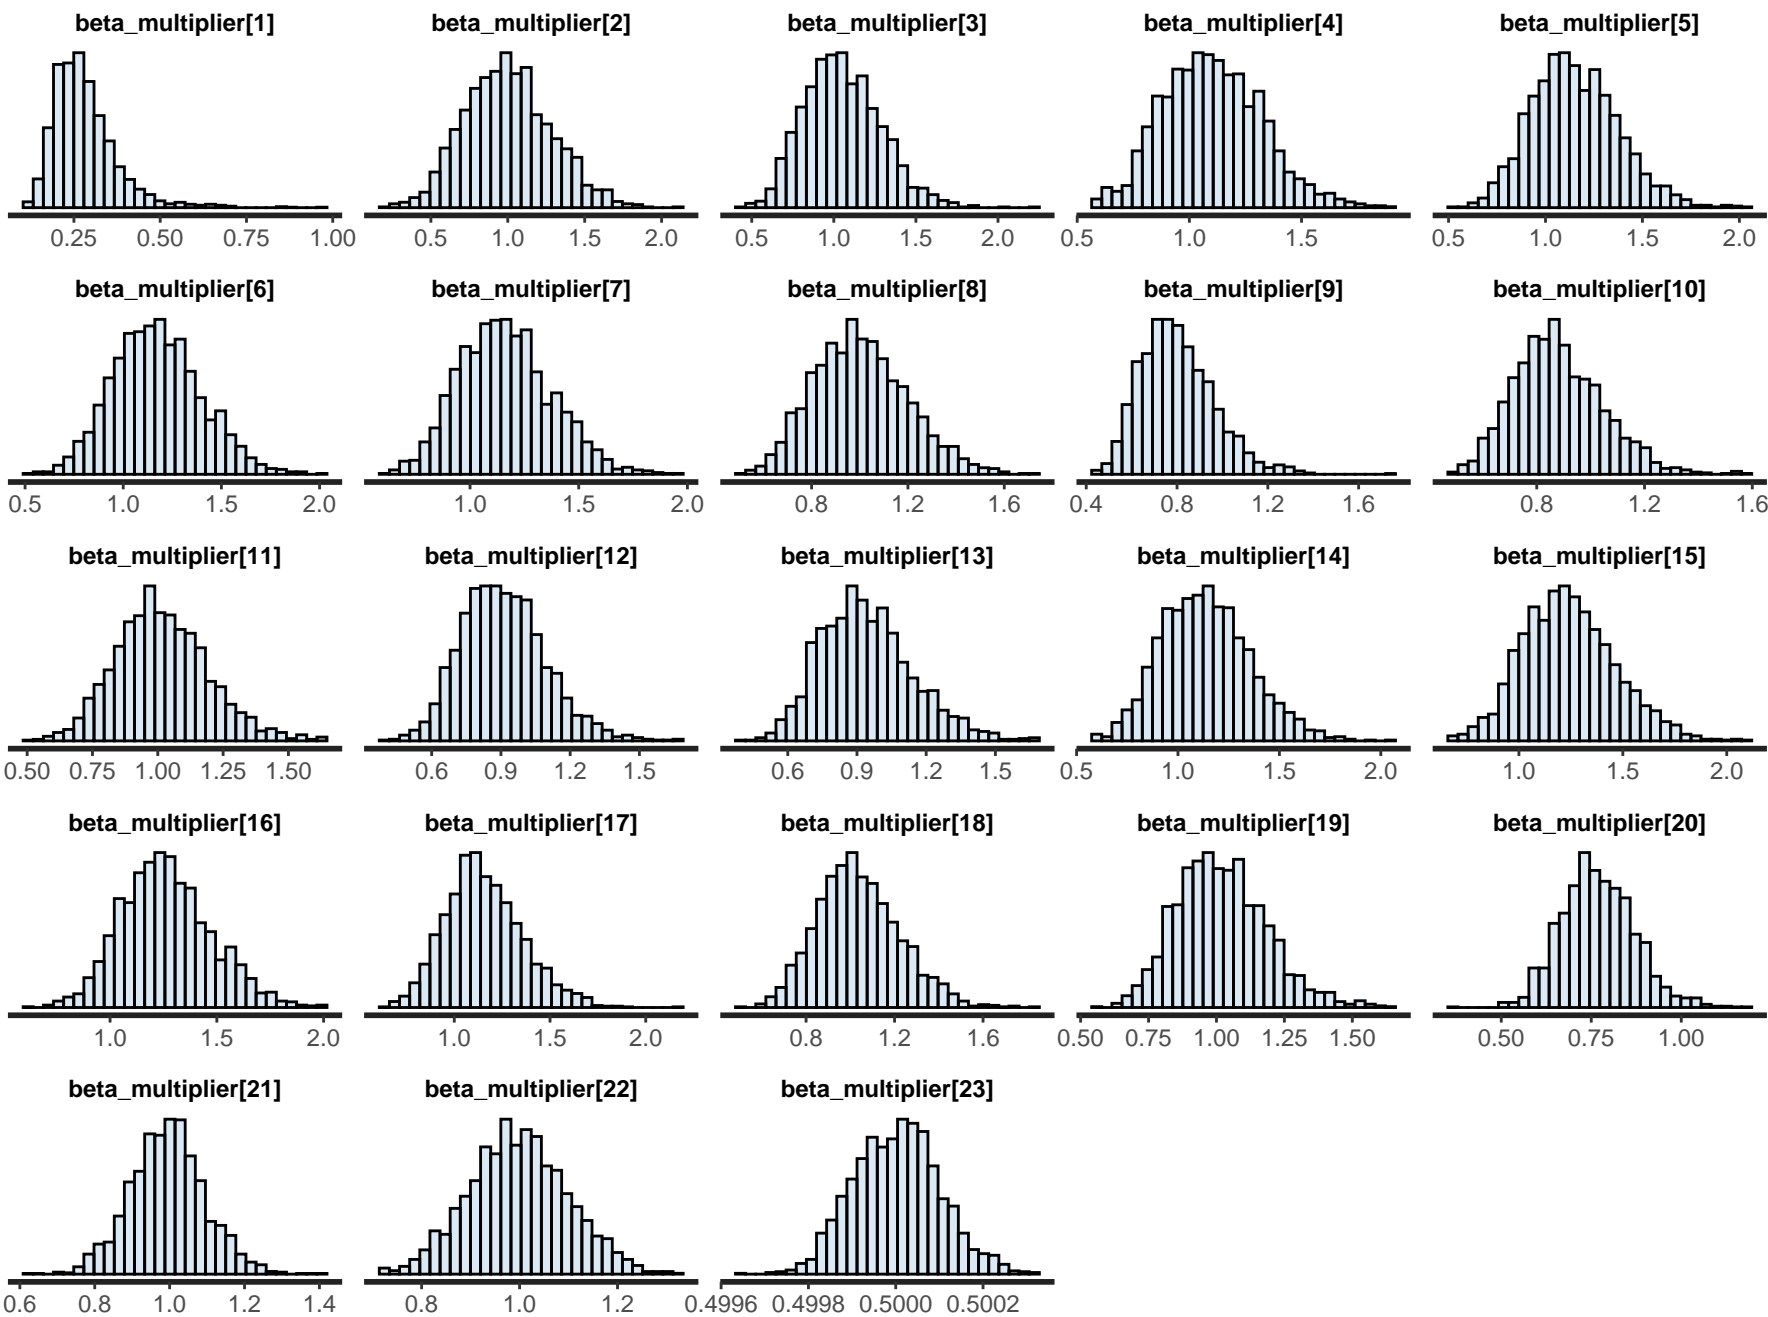 beta_multiplier[1] beta_multiplier[2] beta_multiplier[3] beta_multiplier[4] beta_multiplier[5]
0.25 0.50 0.75 1.00 0.5 1.0 1.5 2.0 0.5 1.0 1.5 2.0 0.5 1.0 1.5 0.5 1.0 1.5 2.0
beta_multiplier[6] beta_multiplier[7] beta_multiplier[8] beta_multiplier[9] beta_multiplier[10]
0.5 1.0 1.5 2.0 1.0 1.5 2.0 0.8 1.2 1.6 0.4 0.8 1.2 1.6 0.8 1.2 1.6
beta_multiplier[11] beta_multiplier[12] beta_multiplier[13] beta_multiplier[14] beta_multiplier[15]
0.50 0.75 1.00 1.25 1.50 0.6 0.9 1.2 1.5 0.6 0.9 1.2 1.5 0.5 1.0 1.5 2.0 1.0 1.5 2.0
beta_multiplier[16] beta_multiplier[17] beta_multiplier[18] beta_multiplier[19] beta_multiplier[20]
1.0 1.5 2.0 1.0 1.5 2.0 0.8 1.2 1.6 0.50 0.75 1.00 1.25 1.50 0.50 0.75 1.00
beta_multiplier[21] beta_multiplier[22] beta_multiplier[23]
0.6 0.8 1.0 1.2 1.4 0.8 1.0 1.2 0.4996 0.4998 0.5000 0.5002